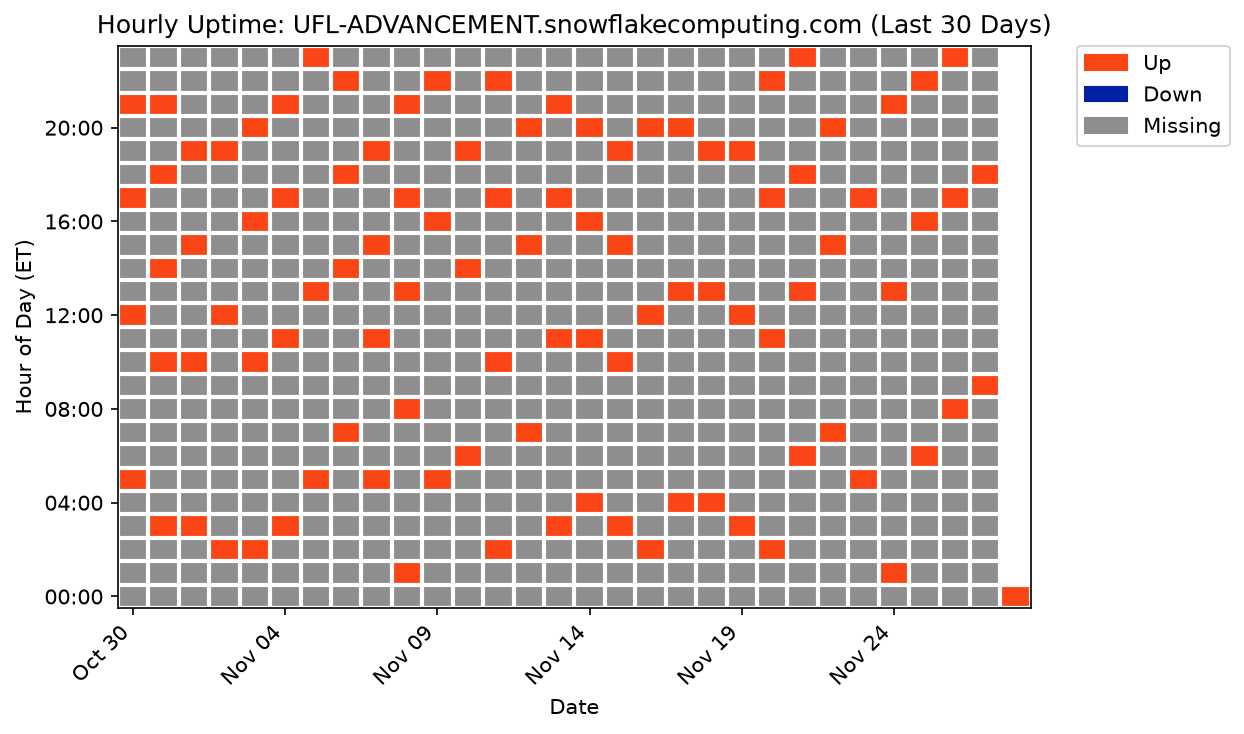 Hourly Uptime: UFL-ADVANCEMENT.snowflakecomputing.com (Last 30 Days)
Up
Down
Missing
20:00
16:00
12:00
08:00
04:00
00:00
Hour of Day (ET)
Oct 30
Nov 04
Nov 09
Nov 14
Nov 19
Nov 24
Date